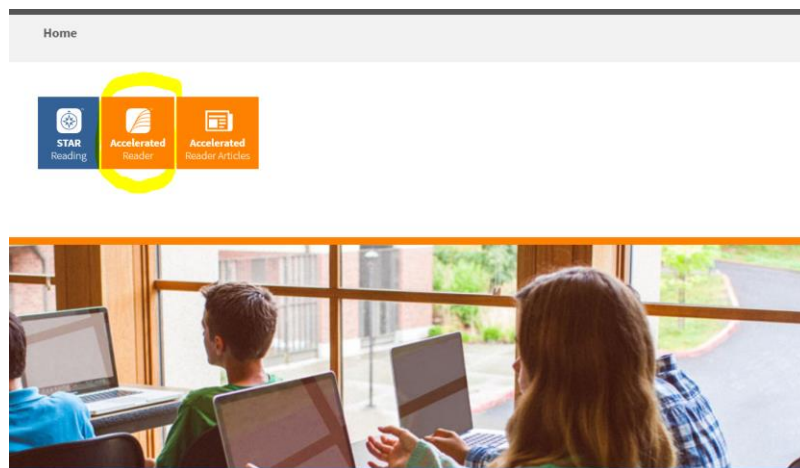 Home
STAR
Reading
Accelerated
Reader
Accelerated
Reader Articles